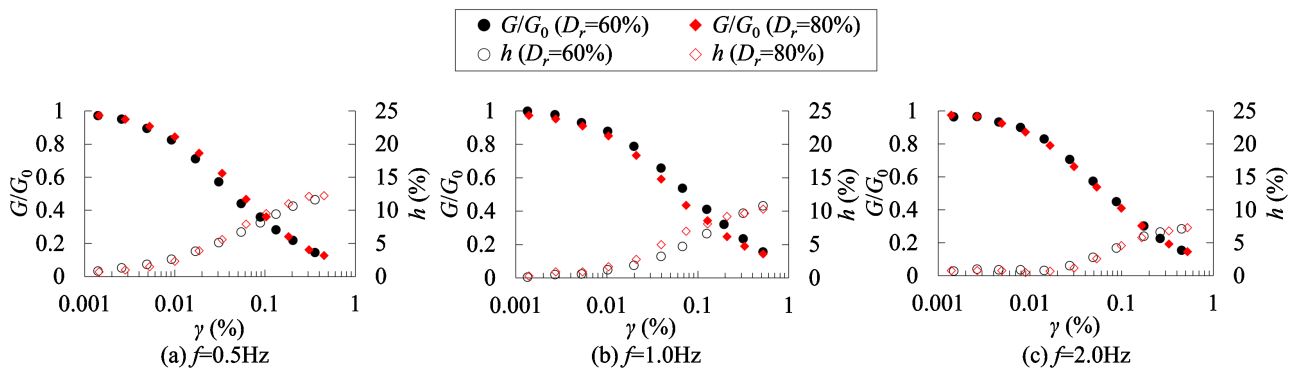 G/G0 (Dr=60%) G/G0 (Dr=80%)
h (Dr=60%) h (Dr=80%)
G/G0
1
0.8
0.6
0.4
0.2
0
h (%)
25
20
15
10
5
0
0.001 0.01 0.1 1
γ (%)
(a) f=0.5Hz
G/G0
1
0.8
0.6
0.4
0.2
0
h (%)
25
20
15
10
5
0
0.001 0.01 0.1 1
γ (%)
(b) f=1.0Hz
G/G0
1
0.8
0.6
0.4
0.2
0
h (%)
25
20
15
10
5
0
0.001 0.01 0.1 1
γ (%)
(c) f=2.0Hz